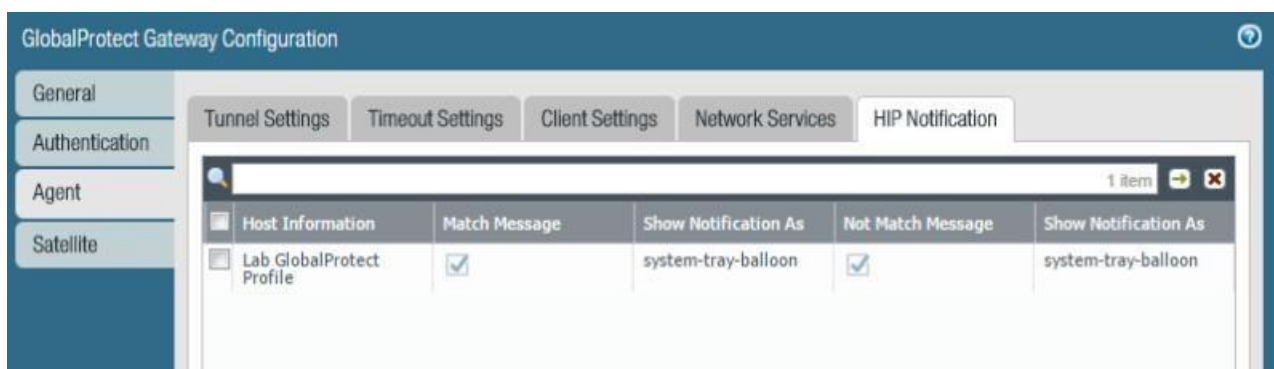 GlobalProtect Gateway Configuration
General
Authentication
Agent
Satellite
Tunnel Settings Timeout Settings Client Settings Network Services HIP Notification
1 item
Host Information Match Message Show Notification As Not Match Message Show Notification As
Lab GlobalProtect system-tray-balloon system-tray-balloon
Profile